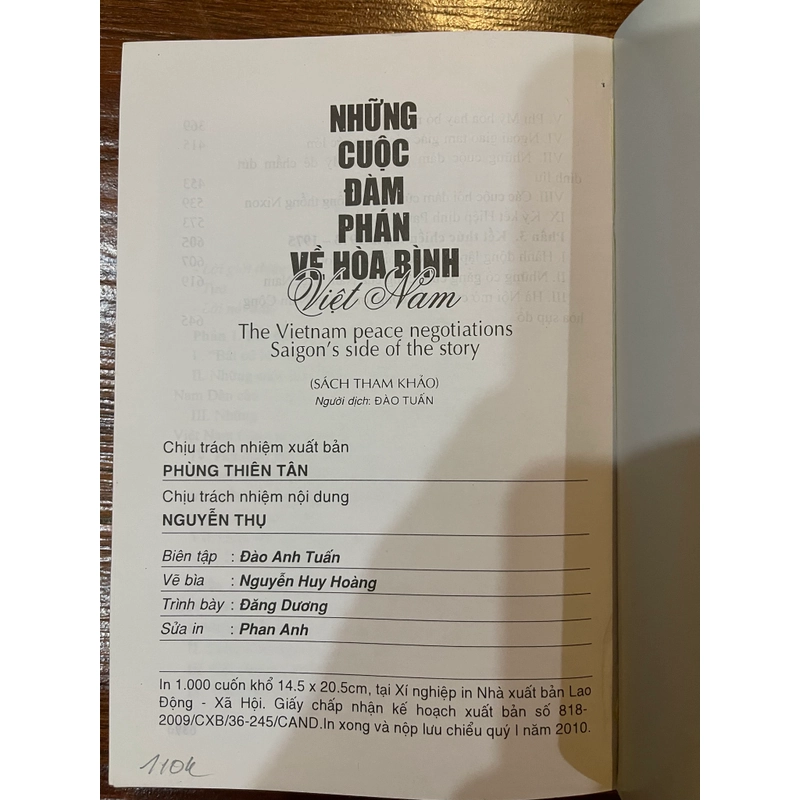 NHỮNG
CUỘC
ĐÀM
PHÁN
VỀ HÒA BÌNH
Việt Nam
The Vietnam peace negotiations
Saigon's side of the story
(SÁCH THAM KHẢO)
Người dịch: ĐÀO TUẤN
Chịu trách nhiệm xuất bản
PHÙNG THIÊN TÂN
Chịu trách nhiệm nội dung
NGUYỄN THỤ
Biên tập : Đào Anh Tuấn
Vẽ bìa : Nguyễn Huy Hoàng
Trình bày : Đăng Dương
Sửa in : Phan Anh
In 1.000 cuốn khổ 14.5 x 20.5cm, tại Xí nghiệp in Nhà xuất bản Lao
Động - Xã Hội. Giấy chấp nhận kế hoạch xuất bản số 818-
2009/CXB/36-245/CAND.In xong và nộp lưu chiểu quý I năm 2010.
110k